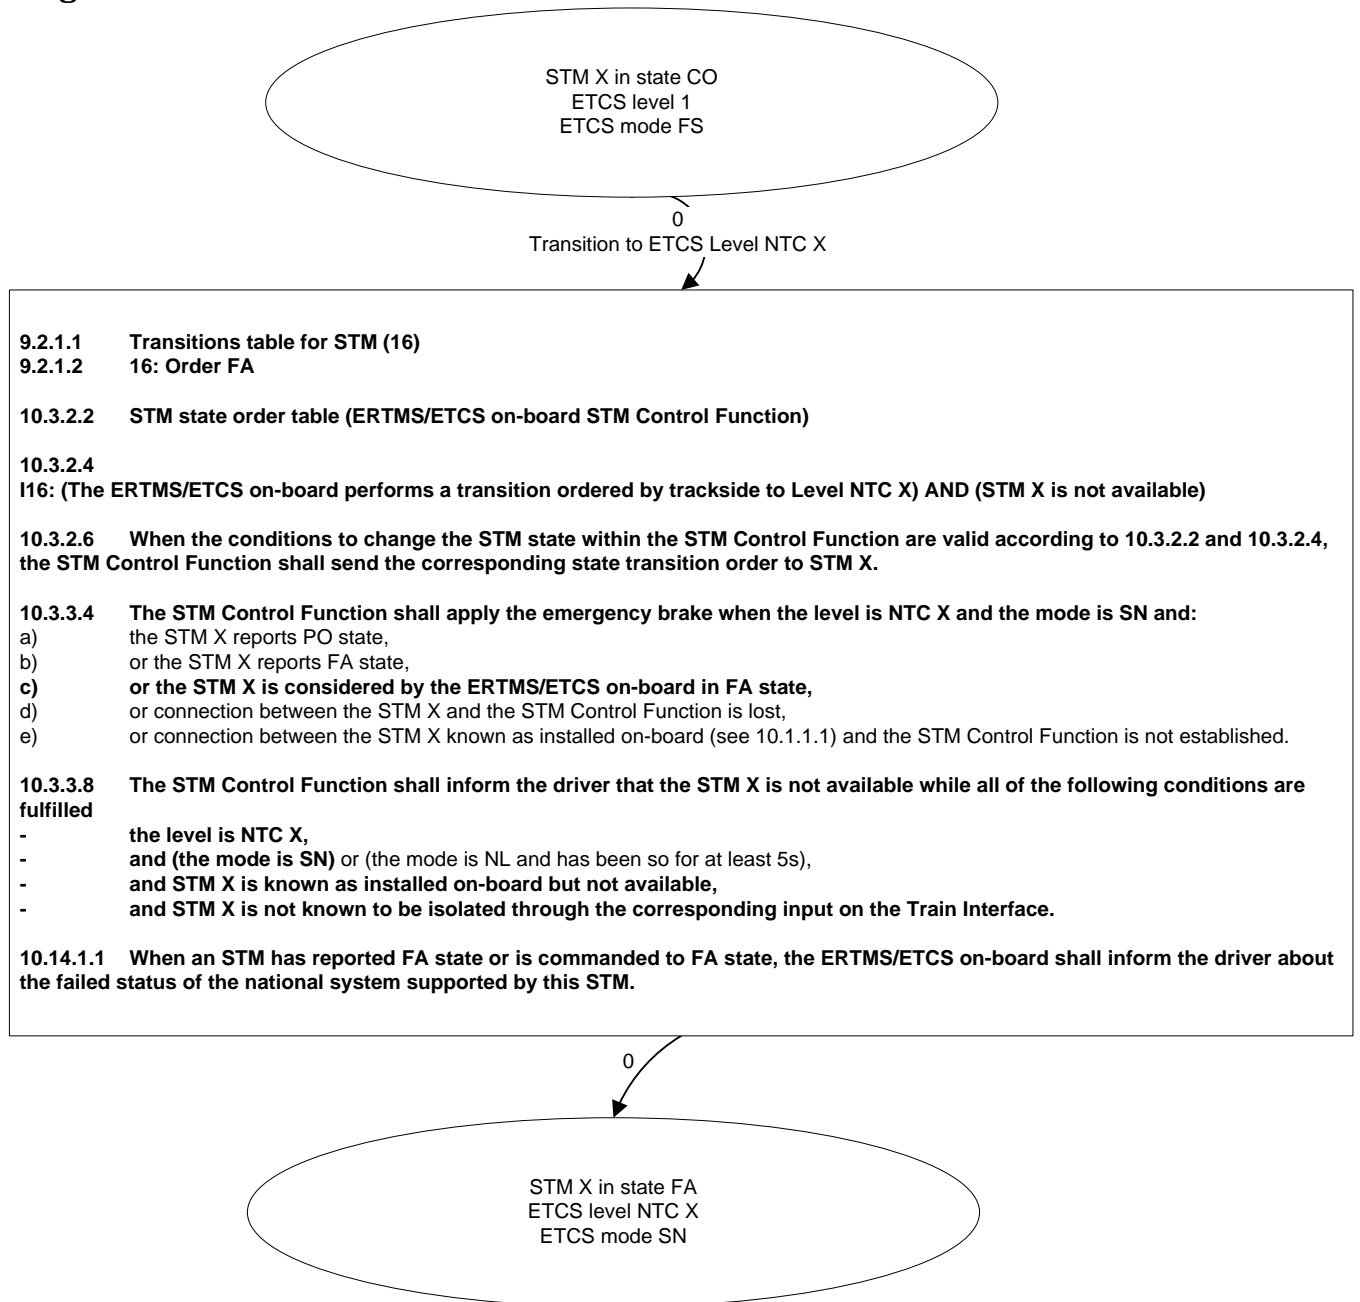 STM X in state CO
ETCS level 1
ETCS mode FS
0
Transition to ETCS Level NTC X
9.2.1.1 Transitions table for STM (16)
9.2.1.2 16: Order FA
10.3.2.2 STM state order table (ERTMS/ETCS on-board STM Control Function)
10.3.2.4
I16: (The ERTMS/ETCS on-board performs a transition ordered by trackside to Level NTC X) AND (STM X is not available)
10.3.2.6 When the conditions to change the STM state within the STM Control Function are valid according to 10.3.2.2 and 10.3.2.4,
the STM Control Function shall send the corresponding state transition order to STM X.
10.3.3.4 The STM Control Function shall apply the emergency brake when the level is NTC X and the mode is SN and:
a) the STM X reports PO state,
b) or the STM X reports FA state,
c) or the STM X is considered by the ERTMS/ETCS on-board in FA state,
d) or connection between the STM X and the STM Control Function is lost,
e) or connection between the STM X known as installed on-board (see 10.1.1.1) and the STM Control Function is not established.
10.3.3.8 The STM Control Function shall inform the driver that the STM X is not available while all of the following conditions are
fulfilled
- the level is NTC X,
- and (the mode is SN) or (the mode is NL and has been so for at least 5s),
- and STM X is known as installed on-board but not available,
- and STM X is not known to be isolated through the corresponding input on the Train Interface.
10.14.1.1 When an STM has reported FA state or is commanded to FA state, the ERTMS/ETCS on-board shall inform the driver about
the failed status of the national system supported by this STM.
0
STM X in state FA
ETCS level NTC X
ETCS mode SN